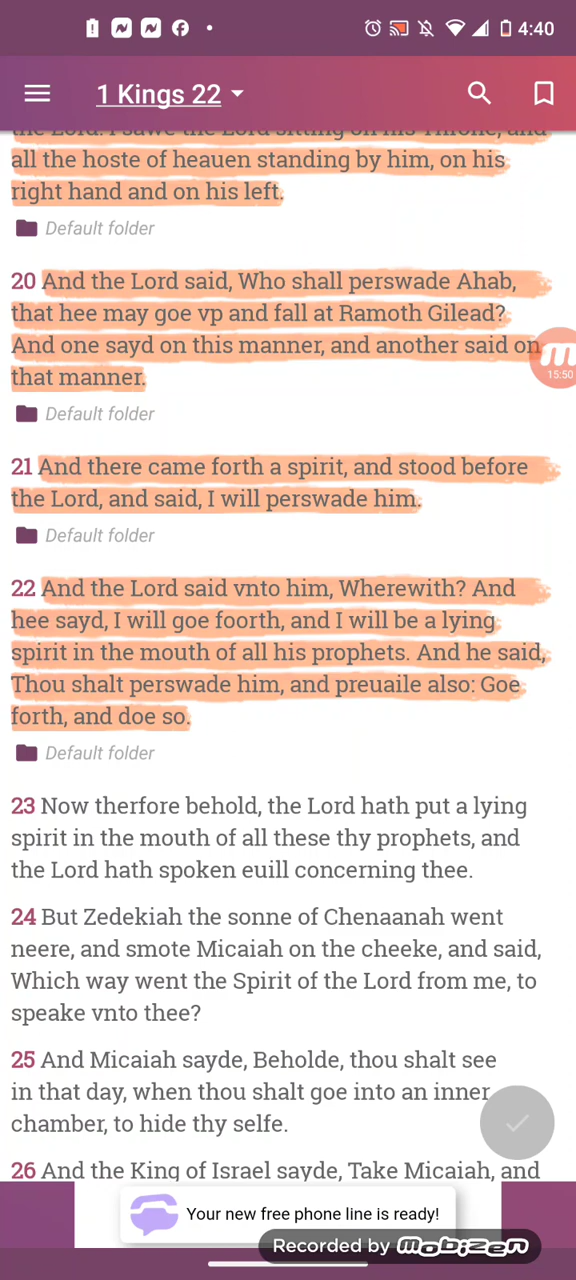 4:40
1 Kings 22
the Lord: I sawe the Lord sitting on his Throne, and
all the hoste of heauen standing by him, on his
right hand and on his left.
Default folder
20 And the Lord said, Who shall perswade Ahab,
that hee may goe vp and fall at Ramoth Gilead?
And one sayd on this manner, and another said on
that manner.
15:50
Default folder
21 And there came forth a spirit, and stood before
the Lord, and said, I will perswade him.
Default folder
22 And the Lord said vnto him, Wherewith? And
hee sayd, I will goe foorth, and I will be a lying
spirit in the mouth of all his prophets. And he said,
Thou shalt perswade him, and preuaile also: Goe
forth, and doe so.
Default folder
23 Now therfore behold, the Lord hath put a lying
spirit in the mouth of all these thy prophets, and
the Lord hath spoken euill concerning thee.
24 But Zedekiah the sonne of Chenaanah went
neere, and smote Micaiah on the cheeke, and said,
Which way went the Spirit of the Lord from me, to
speake vnto thee?
25 And Micaiah sayde, Beholde, thou shalt see
in that day, when thou shalt goe into an inner
chamber, to hide thy selfe.
26 And the King of Israel sayde, Take Micaiah, and
Your new free phone line is ready!
Recorded by mobizen